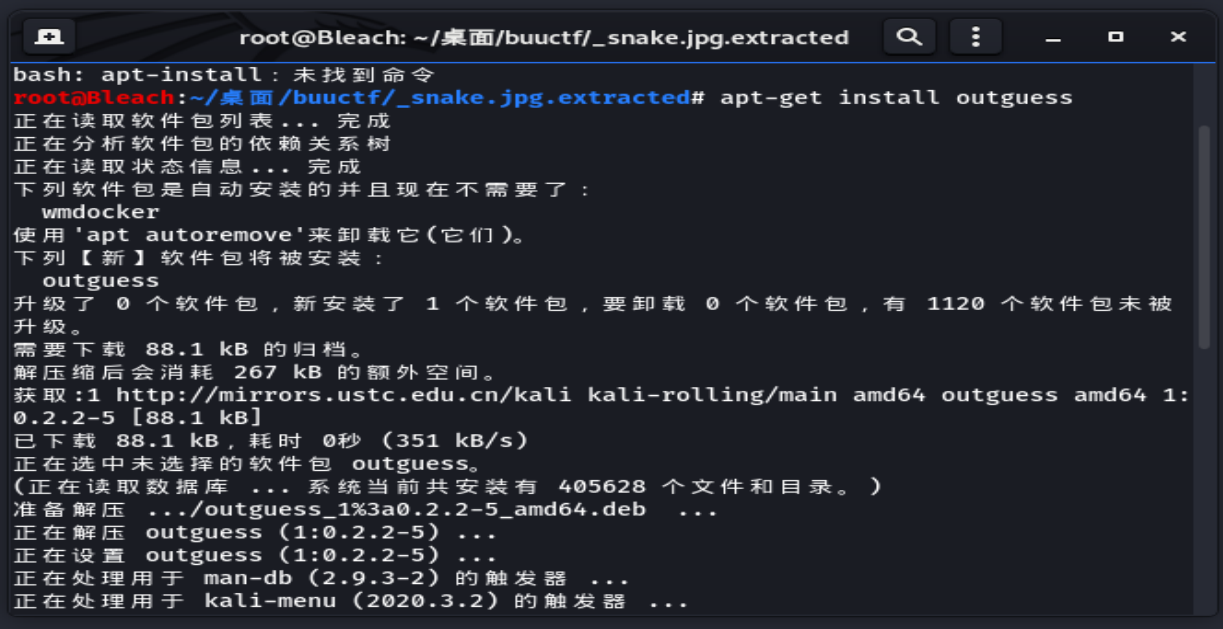 root@Bleach: ~/桌面/buuctf/_snake.jpg.extracted
bash: apt-install：未找到命令
root@Bleach:~/桌面/buuctf/_snake.jpg.extracted# apt-get install outguess
正在读取软件包列表... 完成
正在分析软件包的依赖关系树
正在读取状态信息... 完成
下列软件包是自动安装的并且现在不需要了：
  wmdocker
使用'apt autoremove'来卸载它(它们)。
下列【新】软件包将被安装：
  outguess
升级了 0 个软件包，新安装了 1 个软件包，要卸载 0 个软件包，有 1120 个软件包未被
升级。
需要下载 88.1 kB 的归档。
解压缩后会消耗 267 kB 的额外空间。
获取:1 http://mirrors.ustc.edu.cn/kali kali-rolling/main amd64 outguess amd64 1:
0.2.2-5 [88.1 kB]
已下载 88.1 kB，耗时 0秒 (351 kB/s)
正在选中未选择的软件包 outguess。
(正在读取数据库 ... 系统当前共安装有 405628 个文件和目录。)
准备解压 .../outguess_1%3a0.2.2-5_amd64.deb  ...
正在解压 outguess (1:0.2.2-5) ...
正在设置 outguess (1:0.2.2-5) ...
正在处理用于 man-db (2.9.3-2) 的触发器 ...
正在处理用于 kali-menu (2020.3.2) 的触发器 ...